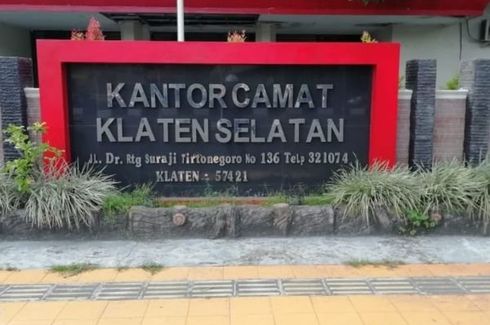 KANTOR CAMAT
KLATEN SELATAN
Jl. Dr. Rtg Suraji Tirtonegoro No 136 Telp 321074
KLATEN - 57421